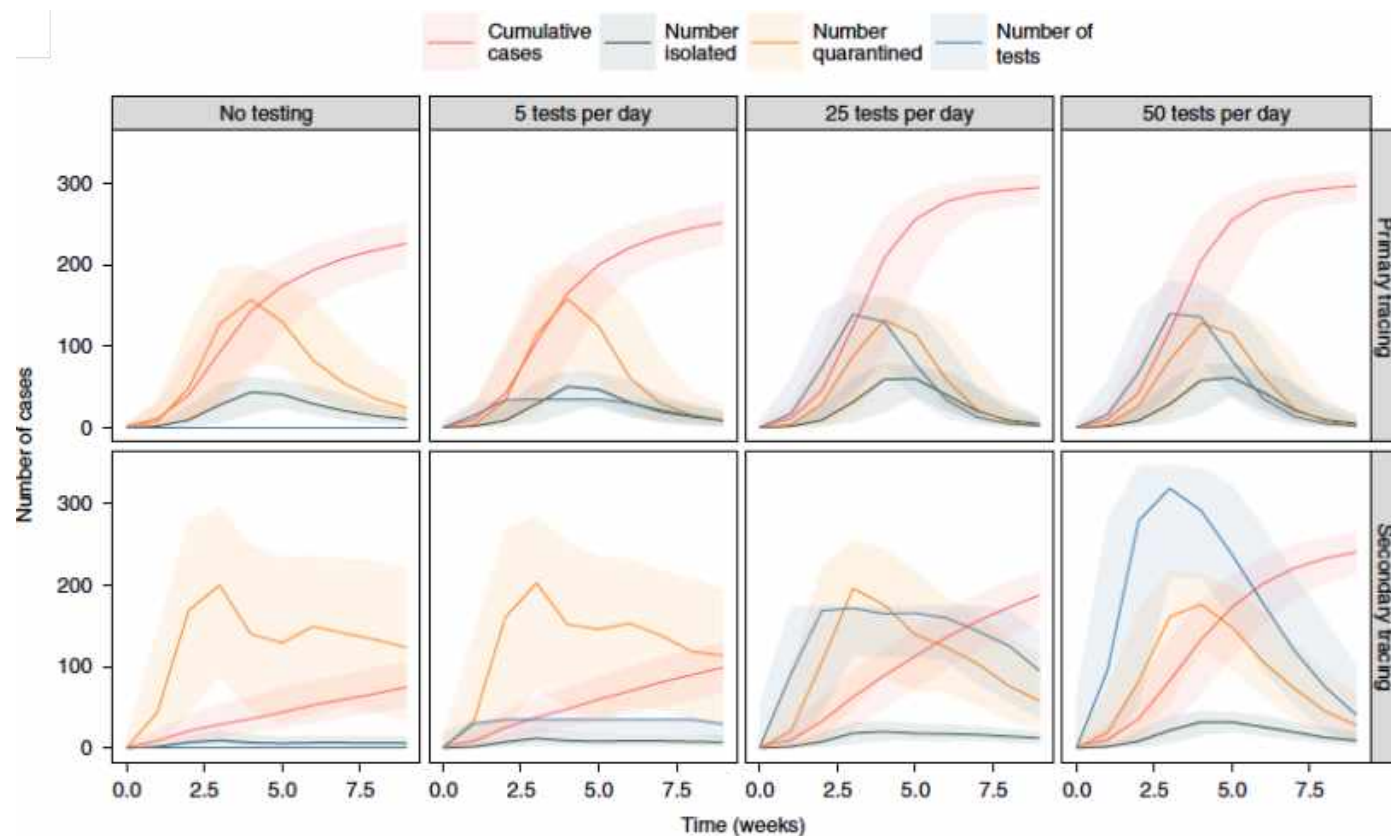 Cumulative
cases
Number
isolated
Number
quarantined
Number of
tests
No testing
5 tests per day
25 tests per day
50 tests per day
Number of cases
300
200
100
0
Primary tracing
300
200
100
0
Secondary tracing
0.0 2.5 5.0 7.5
0.0 2.5 5.0 7.5
0.0 2.5 5.0 7.5
0.0 2.5 5.0 7.5
Time (weeks)